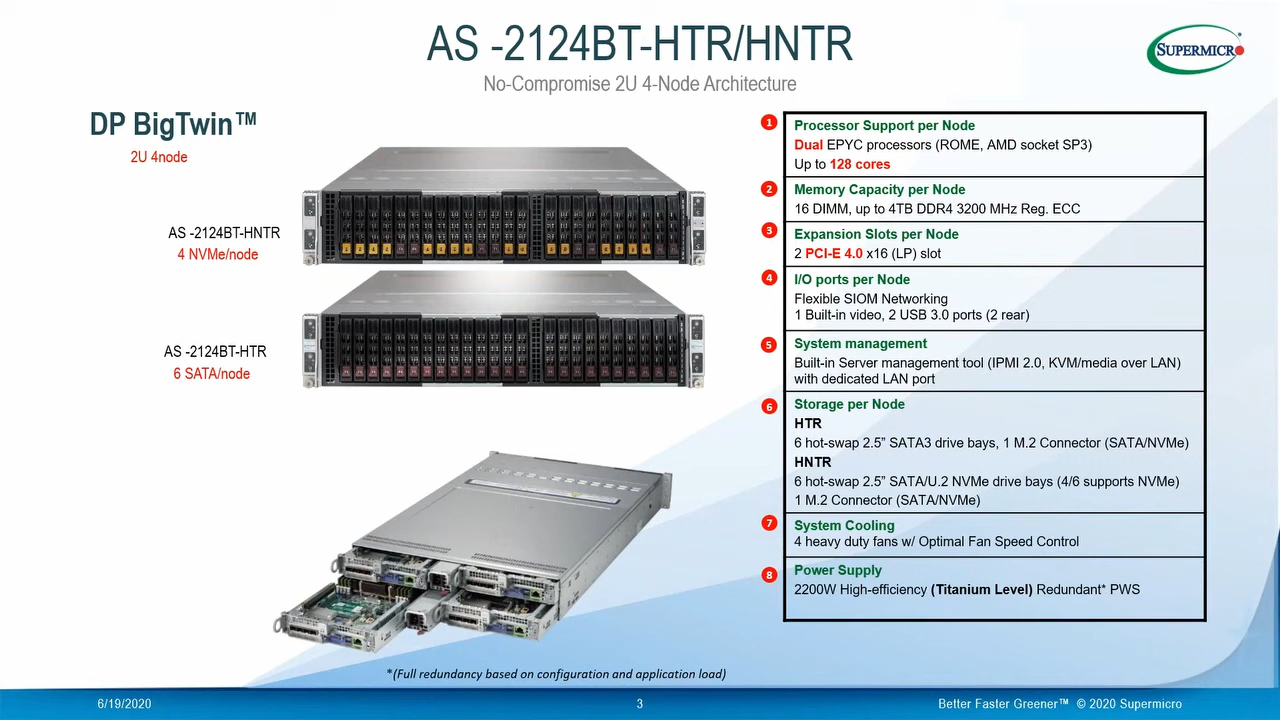 AS -2124BT-HTR/HNTR
No-Compromise 2U 4-Node Architecture
SUPERMICRO
DP BigTwin™
2U 4node
AS -2124BT-HNTR
4 NVMe/node
AS -2124BT-HTR
6 SATA/node
1
Processor Support per Node
Dual EPYC processors (ROME, AMD socket SP3)
Up to 128 cores
2
Memory Capacity per Node
16 DIMM, up to 4TB DDR4 3200 MHz Reg. ECC
3
Expansion Slots per Node
2 PCI-E 4.0 x16 (LP) slot
4
I/O ports per Node
Flexible SIOM Networking
1 Built-in video, 2 USB 3.0 ports (2 rear)
5
System management
Built-in Server management tool (IPMI 2.0, KVM/media over LAN)
with dedicated LAN port
6
Storage per Node
HTR
6 hot-swap 2.5” SATA3 drive bays, 1 M.2 Connector (SATA/NVMe)
HNTR
6 hot-swap 2.5” SATA/U.2 NVMe drive bays (4/6 supports NVMe)
1 M.2 Connector (SATA/NVMe)
7
System Cooling
4 heavy duty fans w/ Optimal Fan Speed Control
8
Power Supply
2200W High-efficiency (Titanium Level) Redundant* PWS
*(Full redundancy based on configuration and application load)
6/19/2020
3
Better Faster Greener™ © 2020 Supermicro